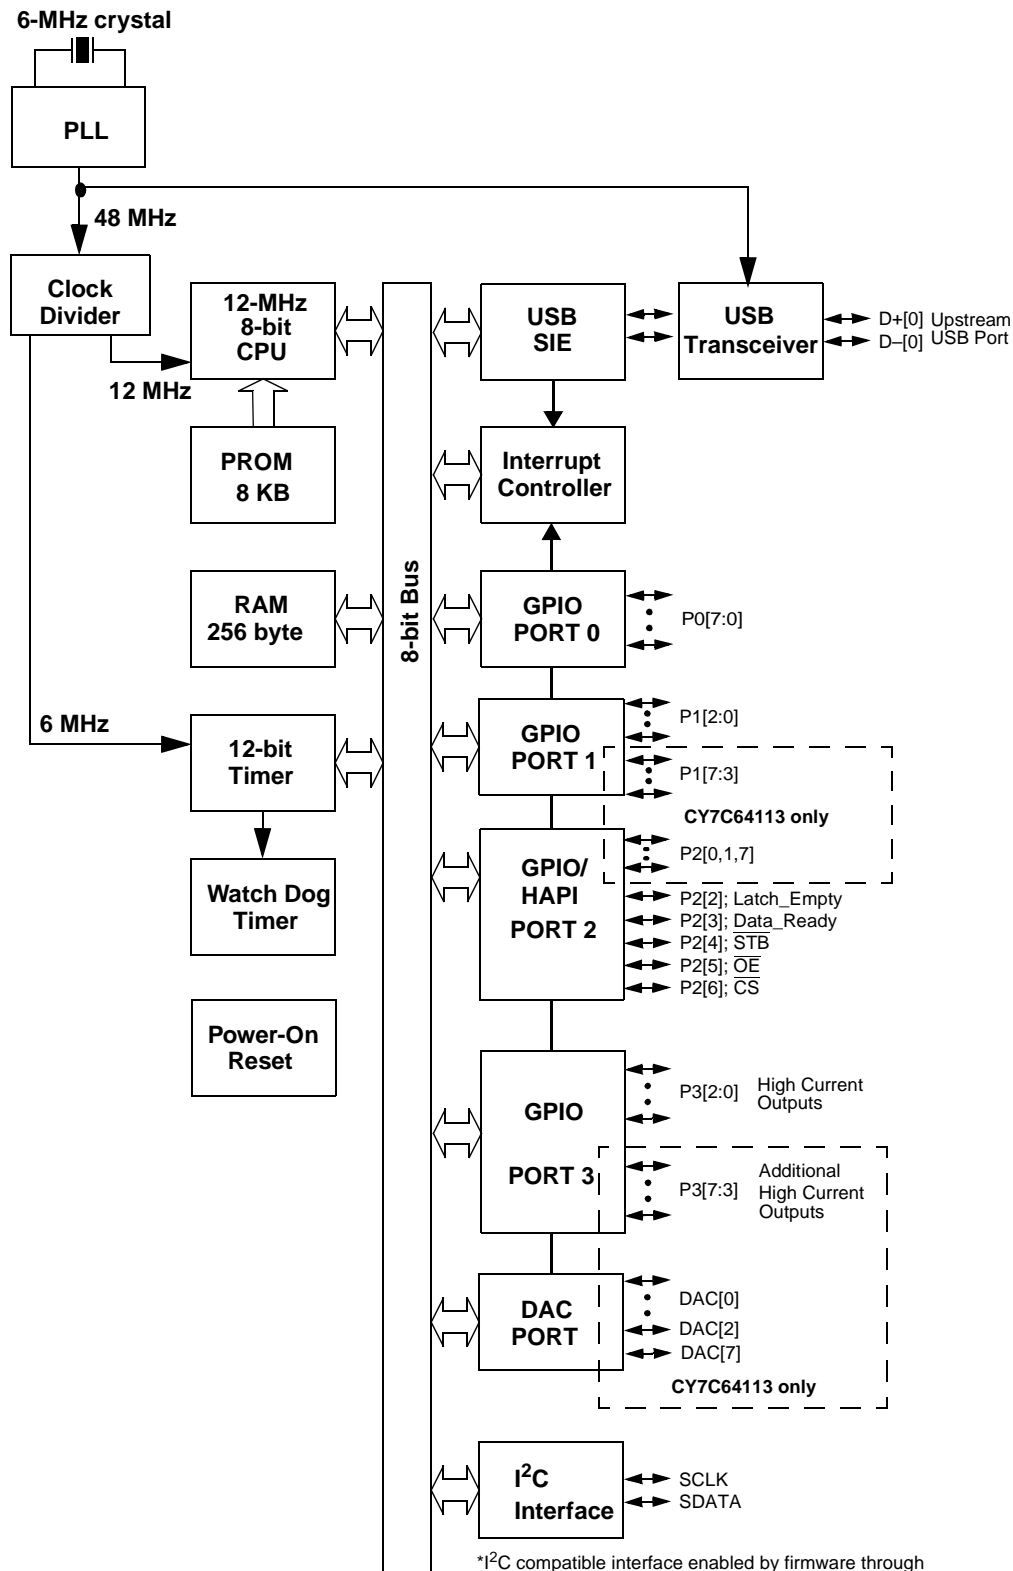 6-MHz crystal
PLL
48 MHz
Clock
Divider
12-MHz
8-bit
CPU
12 MHz
USB
SIE
USB
Transceiver
D+[0] Upstream
D–[0] USB Port
PROM
8 KB
Interrupt
Controller
8-bit Bus
RAM
256 byte
GPIO
PORT 0
P0[7:0]
6 MHz
12-bit
Timer
GPIO
PORT 1
P1[2:0]
P1[7:3]
CY7C64113 only
P2[0,1,7]
Watch Dog
Timer
GPIO/
HAPI
PORT 2
P2[2]; Latch_Empty
P2[3]; Data_Ready
P2[4]; STB
P2[5]; OE
P2[6]; CS
Power-On
Reset
GPIO
PORT 3
P3[2:0]
High Current
Outputs
P3[7:3]
Additional
High Current
Outputs
DAC
PORT
DAC[0]
DAC[2]
DAC[7]
CY7C64113 only
I2C
Interface
SCLK
SDATA
*I2C compatible interface enabled by firmware through